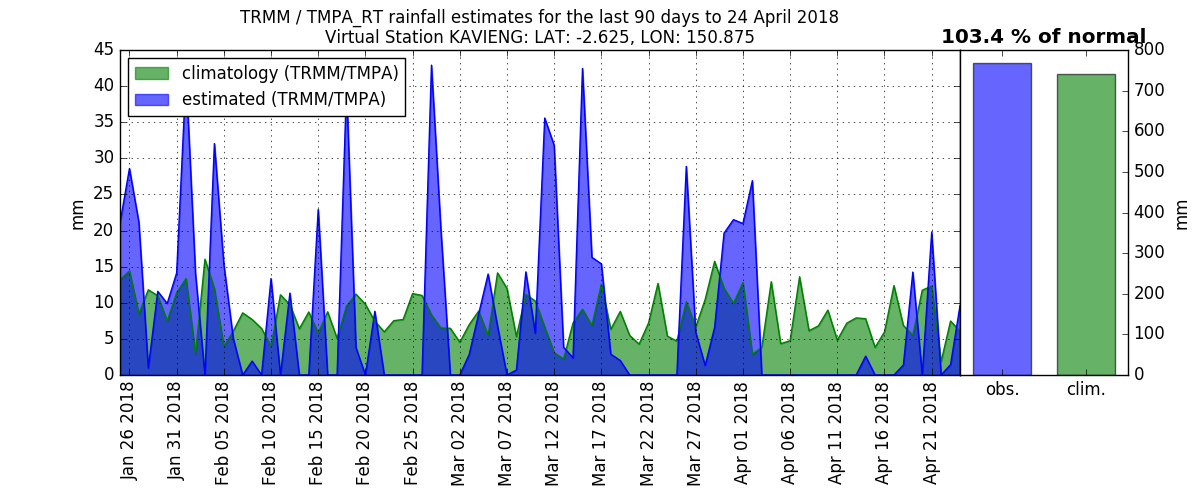 TRMM / TMPA_RT rainfall estimates for the last 90 days to 24 April 2018
Virtual Station KAVIENG: LAT: -2.625, LON: 150.875
103.4 % of normal
climatology (TRMM/TMPA)
estimated (TRMM/TMPA)
45
40
35
30
25
20
15
10
5
0
mm
Jan 26 2018
Jan 31 2018
Feb 05 2018
Feb 10 2018
Feb 15 2018
Feb 20 2018
Feb 25 2018
Mar 02 2018
Mar 07 2018
Mar 12 2018
Mar 17 2018
Mar 22 2018
Mar 27 2018
Apr 01 2018
Apr 06 2018
Apr 11 2018
Apr 16 2018
Apr 21 2018
800
700
600
500
400
300
200
100
0
mm
obs.
clim.